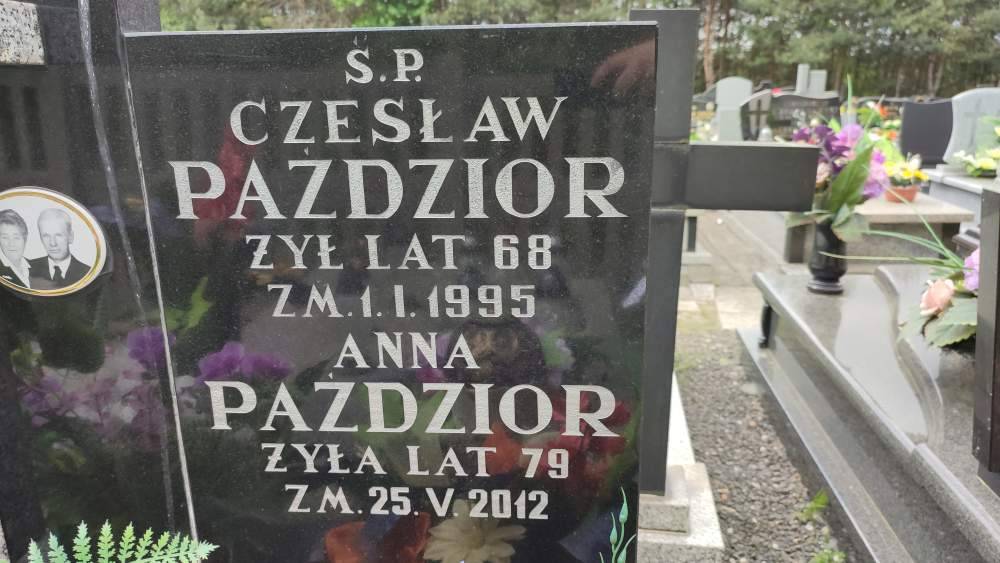 Ś.P.
CZESŁAW
PAŹDZIOR
ŻYŁ LAT 68
ZM. 1. I. 1995
ANNA
PAŹDZIOR
ŻYŁA LAT 79
ZM. 25. V. 2012